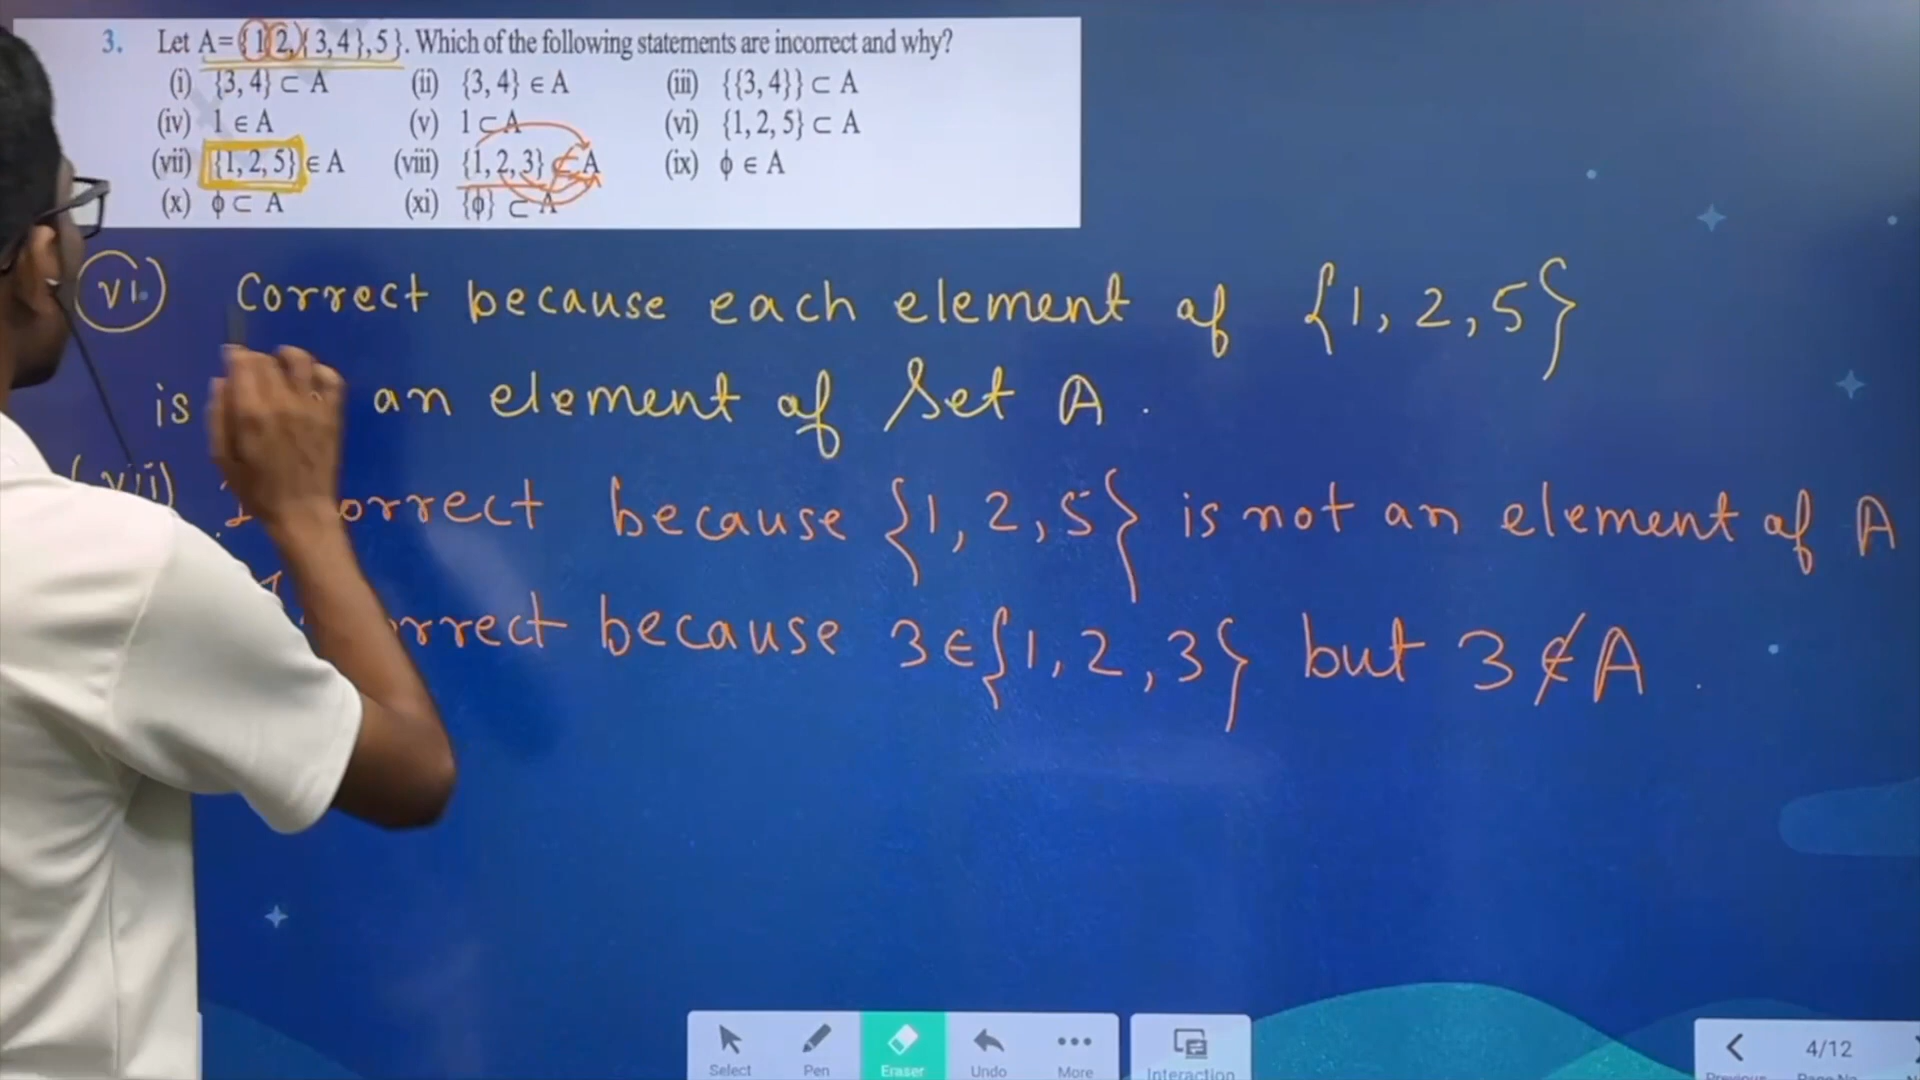 3. Let A={1,2,{3,4},5}. Which of the following statements are incorrect and why?
(i) {3, 4} ⊂ A (ii) {3, 4} ∈ A (iii) {{3, 4}} ⊂ A
(iv) 1 ∈ A (v) 1 ⊂ A (vi) {1, 2, 5} ⊂ A
(vii) {1, 2, 5} ∈ A (viii) {1, 2, 3} ⊂ A (ix) ϕ ∈ A
(x) ϕ ⊂ A (xi) {ϕ} ⊂ A
vi. Correct because each element of {1, 2, 5}
is an element of Set A.
(vii) because {1, 2, 5} is not an element of A
because 3∈{1, 2, 3} but 3∉A.
Select Pen Eraser Undo More Interaction 4/12
Previous Page No.